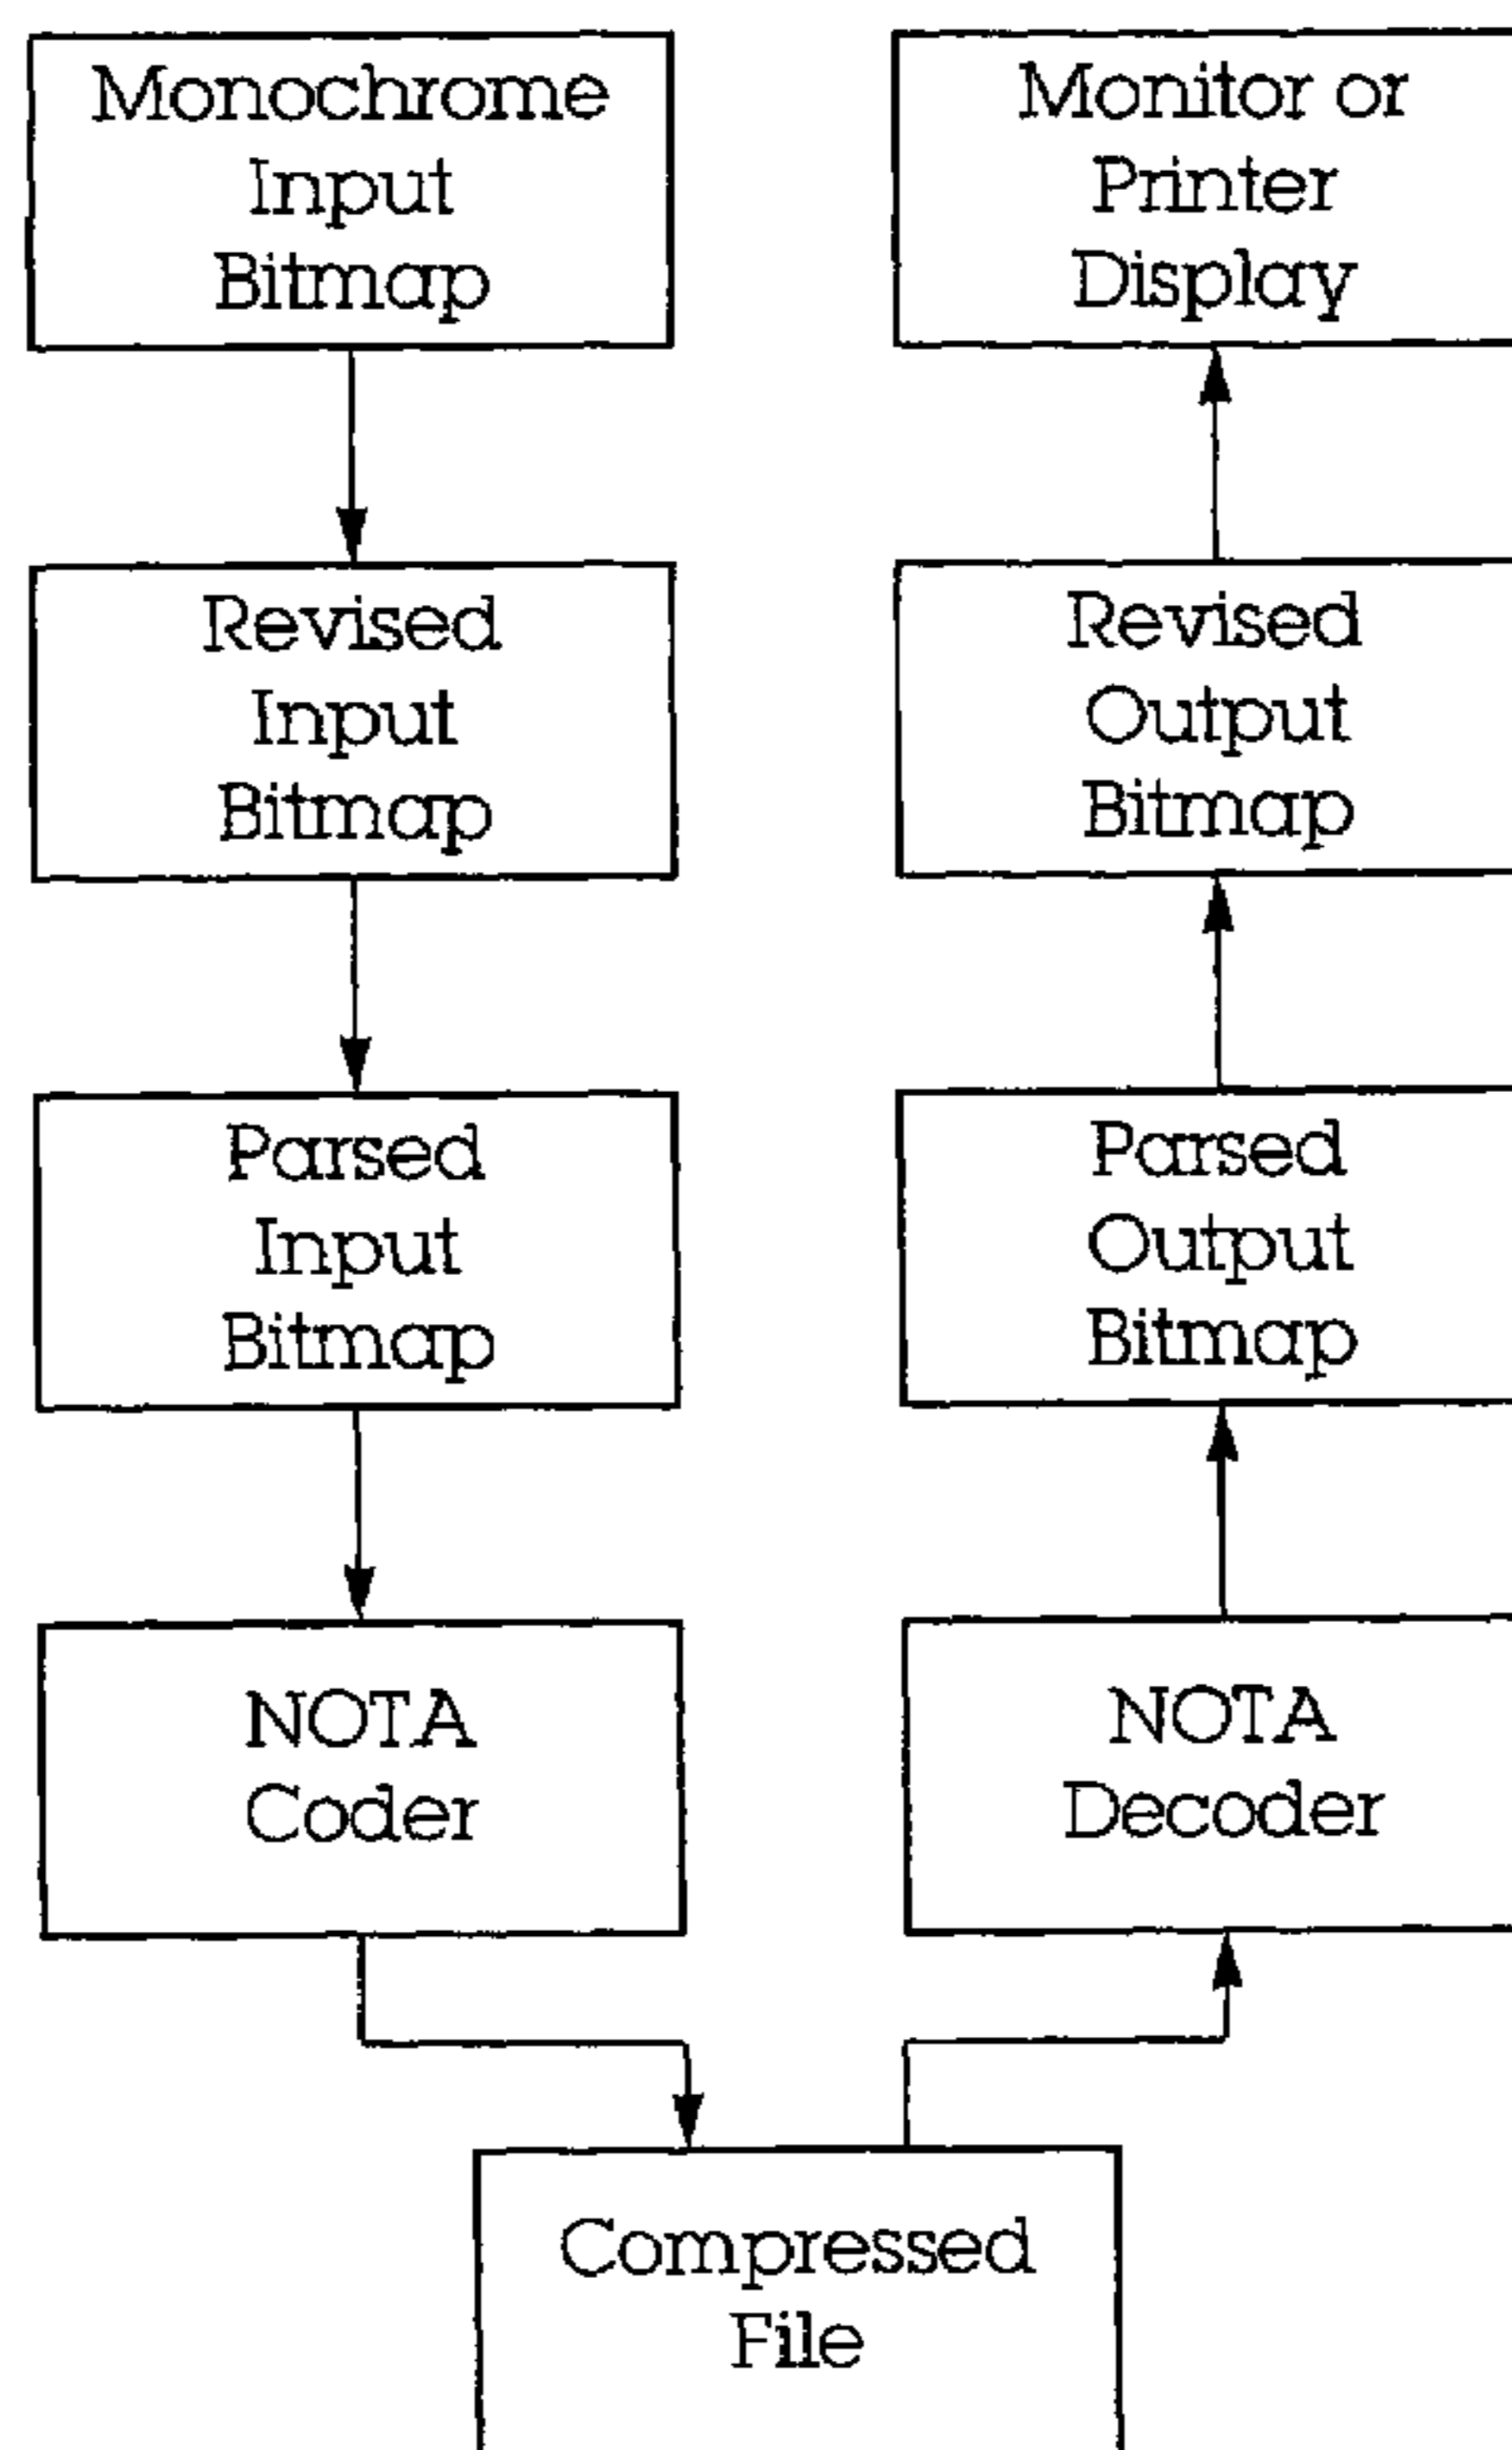 Monochrome
Input
Bitmap
Revised
Input
Bitmap
Parsed
Input
Bitmap
NOTA
Coder
Compressed
File
NOTA
Decoder
Parsed
Output
Bitmap
Revised
Output
Bitmap
Monitor or
Printer
Display